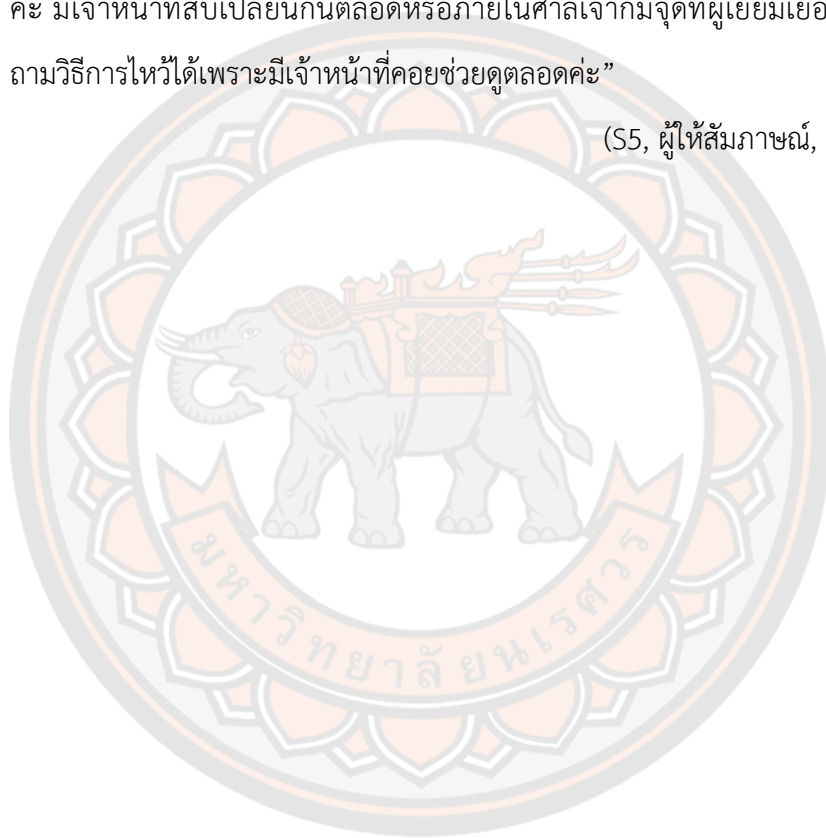 ค่ะ มีเจ้าหน้าที่สับเปลี่ยนกันตลอดหรือภายในศาลเจ้าก็มีจุดที่ผู้เยี่ยมเยือ
ถามวิธีการไหว้ได้เพราะมีเจ้าหน้าที่คอยช่วยดูตลอดค่ะ”
(S5, ผู้ให้สัมภาษณ์,
มหาวิทยาลัยนเรศวร